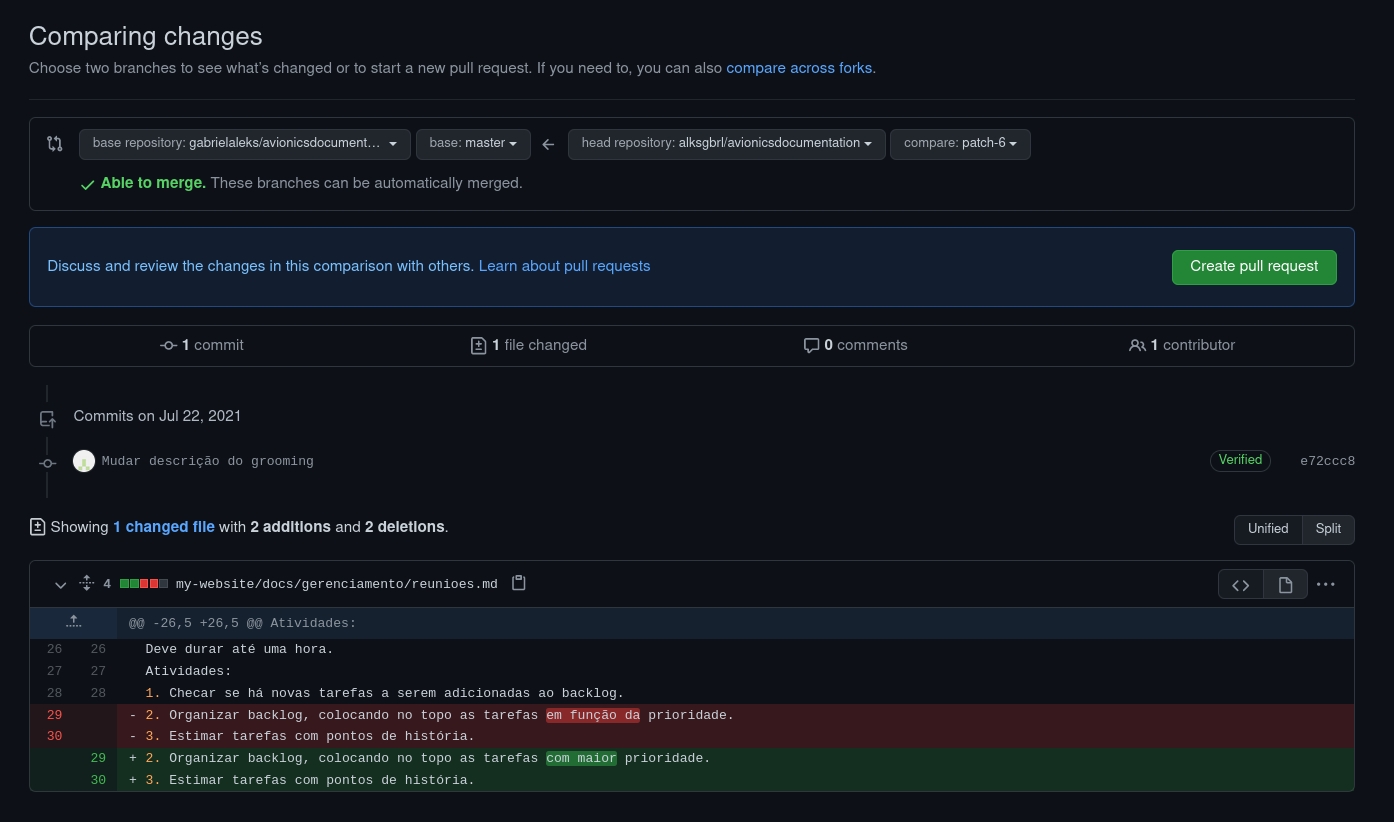 Comparing changes
Choose two branches to see what's changed or to start a new pull request. If you need to, you can also compare across forks.
base repository: gabrielaleks/avionicsdocument... base: master head repository: alksgbrl/avionicsdocumentation compare: patch-6
Able to merge. These branches can be automatically merged.
Discuss and review the changes in this comparison with others. Learn about pull requests Create pull request
1 commit 1 file changed 0 comments 1 contributor
Commits on Jul 22, 2021
Mudar descrição do grooming Verified e72ccc8
Showing 1 changed file with 2 additions and 2 deletions. Unified Split
4 my-website/docs/gerenciamento/reunioes.md
@@ -26,5 +26,5 @@ Atividades:
26 26 Deve durar até uma hora.
27 27 Atividades:
28 28 1. Checar se há novas tarefas a serem adicionadas ao backlog.
29 - 2. Organizar backlog, colocando no topo as tarefas em função da prioridade.
30 - 3. Estimar tarefas com pontos de história.
29 + 2. Organizar backlog, colocando no topo as tarefas com maior prioridade.
30 + 3. Estimar tarefas com pontos de história.